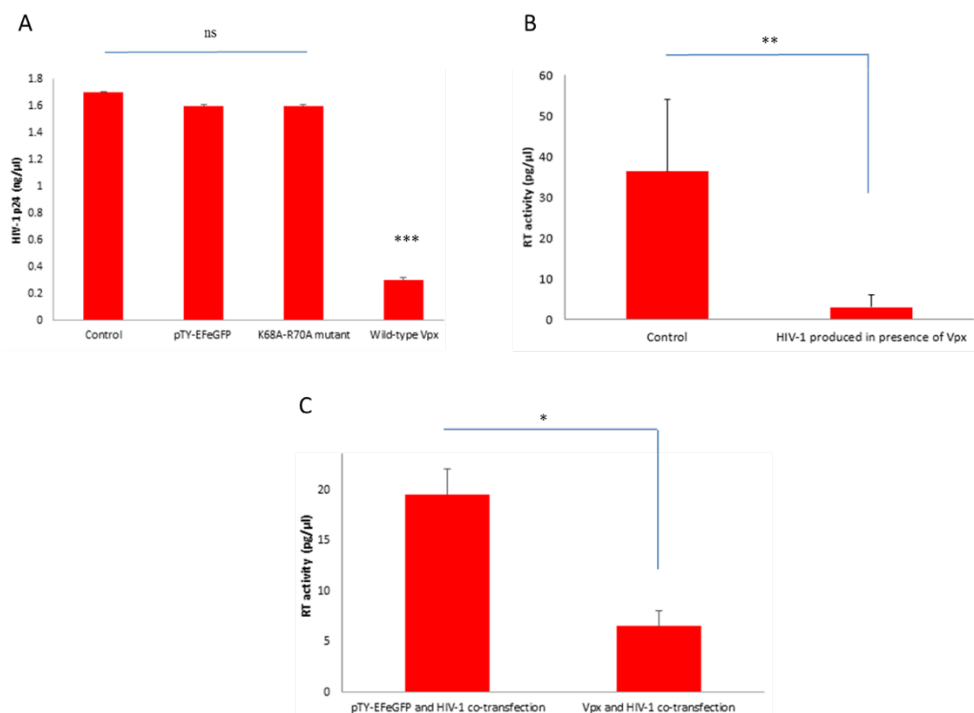 A
ns
HIV-1 p24 (ng/µl)
1.8
1.6
1.4
1.2
1
0.8
0.6
0.4
0.2
0
***
Control pTY-EFeGFP K68A-R70A mutant Wild-type Vpx
B
**
RT activity (pg/µl)
60
50
40
30
20
10
0
Control HIV-1 produced in presence of Vpx
C
*
RT activity (pg/µl)
20
15
10
5
0
pTY-EFeGFP and HIV-1 co-transfection Vpx and HIV-1 co-transfection